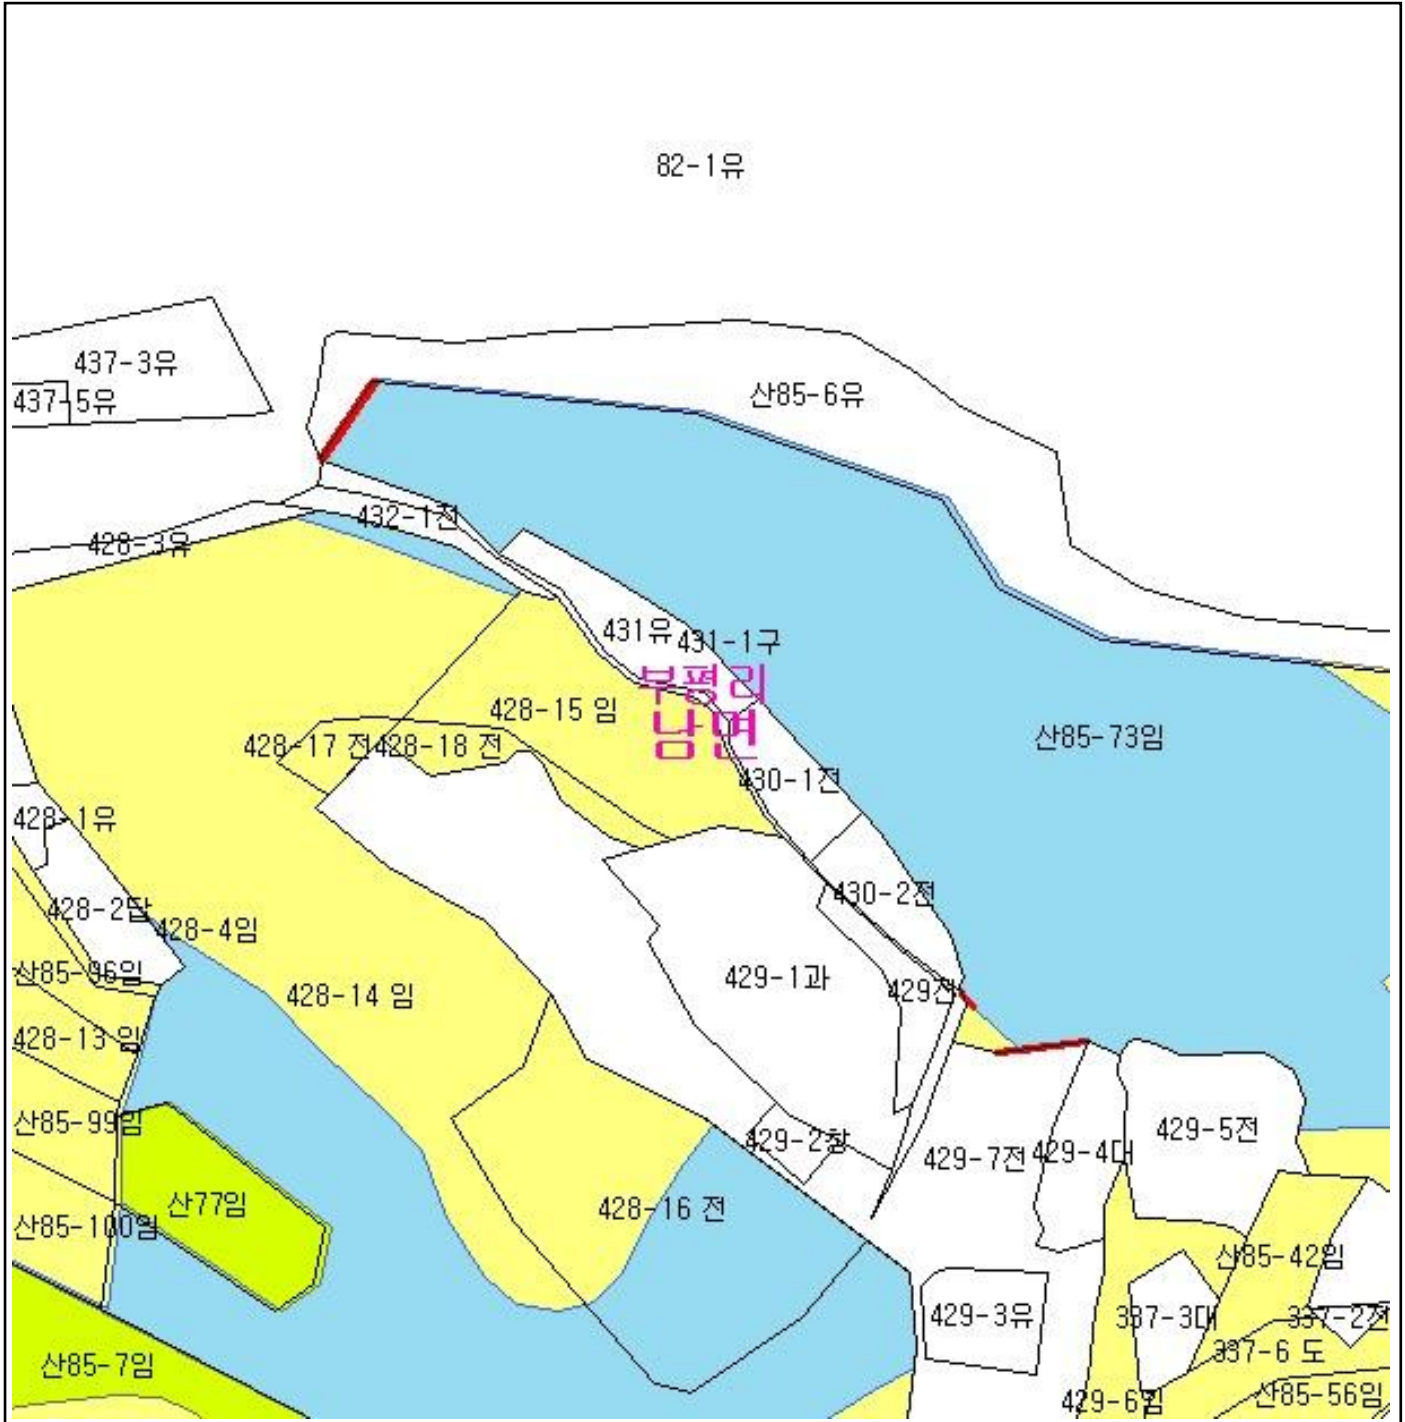 82-1유
437-3유
437-5유
산85-6유
432-1전
428-3유
431유
431-1구
부평리
남면
428-15 임
산85-73임
428-17 전
428-18 전
430-1전
428-1유
430-2전
428-2답
428-4임
산85-96임
429-1과
429전
428-14 임
428-13 임
산85-99임
429-2창
429-7전
429-4대
429-5전
산77임
428-16 전
산85-100임
산85-42임
429-3유
337-3대
337-2전
337-6 도
산85-7임
429-6임
산85-56임